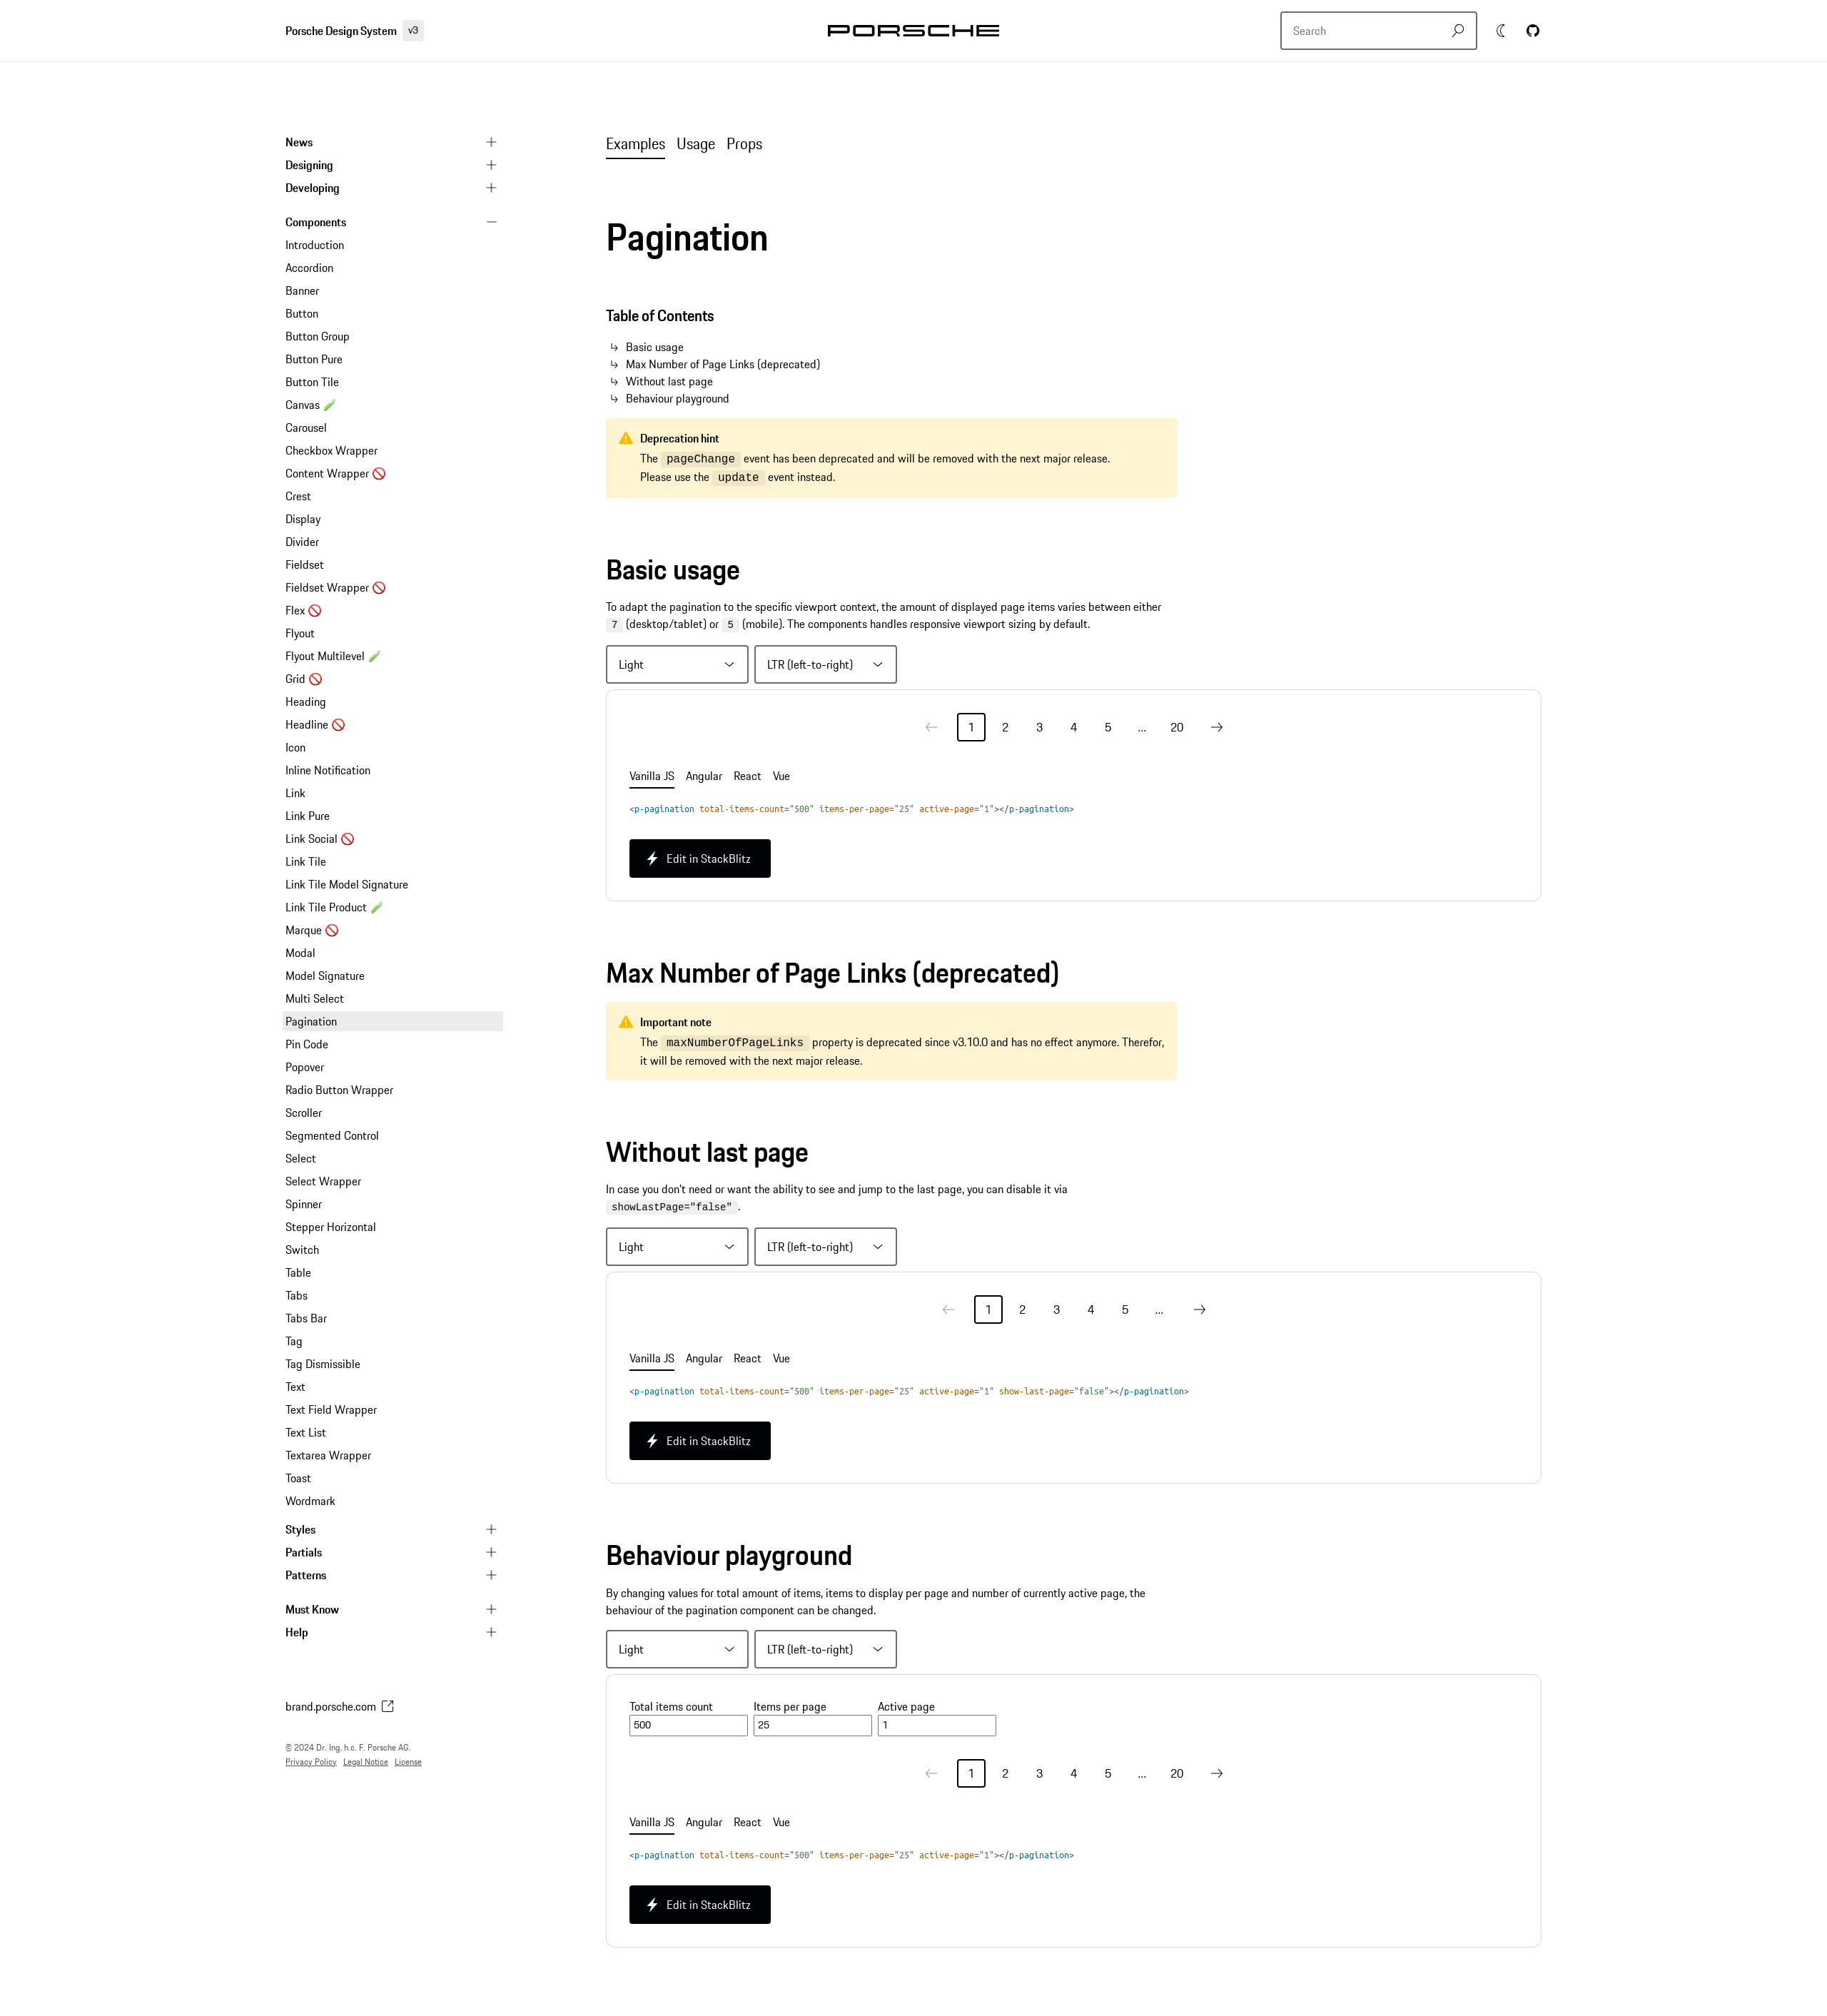 Porsche Design System v3
PORSCHE
Search
News
Designing
Developing
Components
Introduction
Accordion
Banner
Button
Button Group
Button Pure
Button Tile
Canvas 🧪
Carousel
Checkbox Wrapper
Content Wrapper 🚫
Crest
Display
Divider
Fieldset
Fieldset Wrapper 🚫
Flex 🚫
Flyout
Flyout Multilevel 🧪
Grid 🚫
Heading
Headline 🚫
Icon
Inline Notification
Link
Link Pure
Link Social 🚫
Link Tile
Link Tile Model Signature
Link Tile Product 🧪
Marque 🚫
Modal
Model Signature
Multi Select
Pagination
Pin Code
Popover
Radio Button Wrapper
Scroller
Segmented Control
Select
Select Wrapper
Spinner
Stepper Horizontal
Switch
Table
Tabs
Tabs Bar
Tag
Tag Dismissible
Text
Text Field Wrapper
Text List
Textarea Wrapper
Toast
Wordmark
Styles
Partials
Patterns
Must Know
Help
brand.porsche.com
© 2024 Dr. Ing. h.c. F. Porsche AG.
Privacy Policy Legal Notice License
Examples Usage Props
Pagination
Table of Contents
↳ Basic usage
↳ Max Number of Page Links (deprecated)
↳ Without last page
↳ Behaviour playground
Deprecation hint
The pageChange event has been deprecated and will be removed with the next major release.
Please use the update event instead.
Basic usage
To adapt the pagination to the specific viewport context, the amount of displayed page items varies between either
7 (desktop/tablet) or 5 (mobile). The components handles responsive viewport sizing by default.
Light LTR (left-to-right)
← 1 2 3 4 5 … 20 →
Vanilla JS Angular React Vue
<p-pagination total-items-count="500" items-per-page="25" active-page="1"></p-pagination>
Edit in StackBlitz
Max Number of Page Links (deprecated)
Important note
The maxNumberOfPageLinks property is deprecated since v3.10.0 and has no effect anymore. Therefor,
it will be removed with the next major release.
Without last page
In case you don't need or want the ability to see and jump to the last page, you can disable it via
showLastPage="false" .
Light LTR (left-to-right)
← 1 2 3 4 5 … →
Vanilla JS Angular React Vue
<p-pagination total-items-count="500" items-per-page="25" active-page="1" show-last-page="false"></p-pagination>
Edit in StackBlitz
Behaviour playground
By changing values for total amount of items, items to display per page and number of currently active page, the
behaviour of the pagination component can be changed.
Light LTR (left-to-right)
Total items count Items per page Active page
500 25 1
← 1 2 3 4 5 … 20 →
Vanilla JS Angular React Vue
<p-pagination total-items-count="500" items-per-page="25" active-page="1"></p-pagination>
Edit in StackBlitz